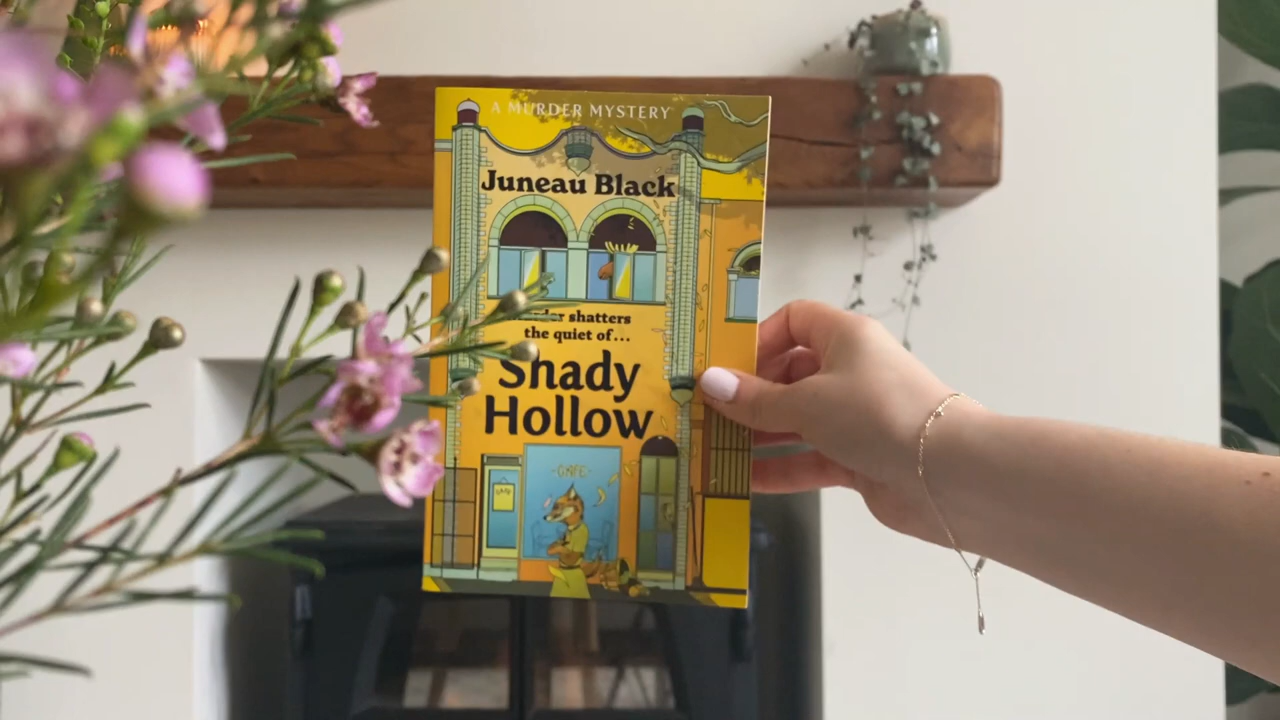 A MURDER MYSTERY
Juneau Black
shatters
the quiet of...
Shady
Hollow
CAFE